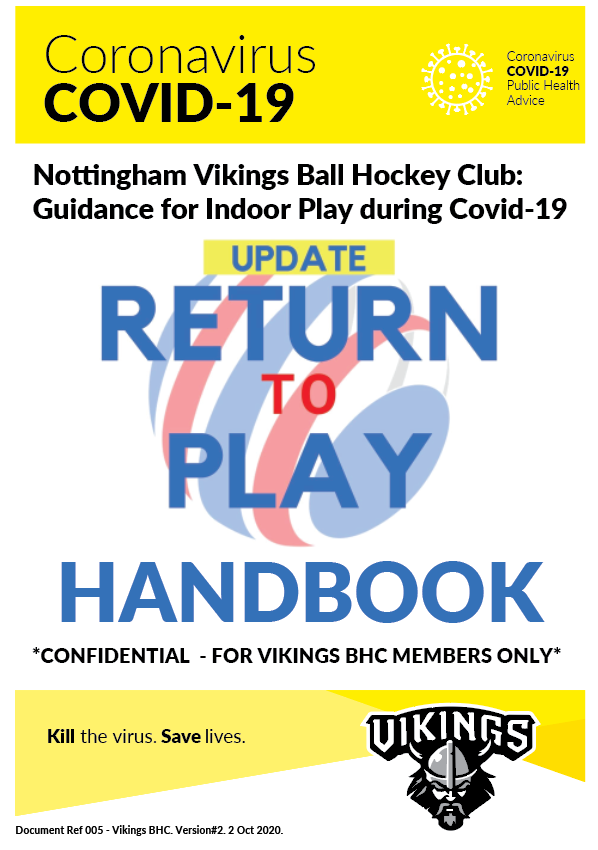 Coronavirus
COVID-19
Coronavirus
COVID-19
Public Health
Advice
Nottingham Vikings Ball Hockey Club:
Guidance for Indoor Play during Covid-19
UPDATE
RETURN
TO
PLAY
HANDBOOK
*CONFIDENTIAL - FOR VIKINGS BHC MEMBERS ONLY*
Kill the virus. Save lives.
VIKINGS
Document Ref 005 - Vikings BHC. Version#2. 2 Oct 2020.